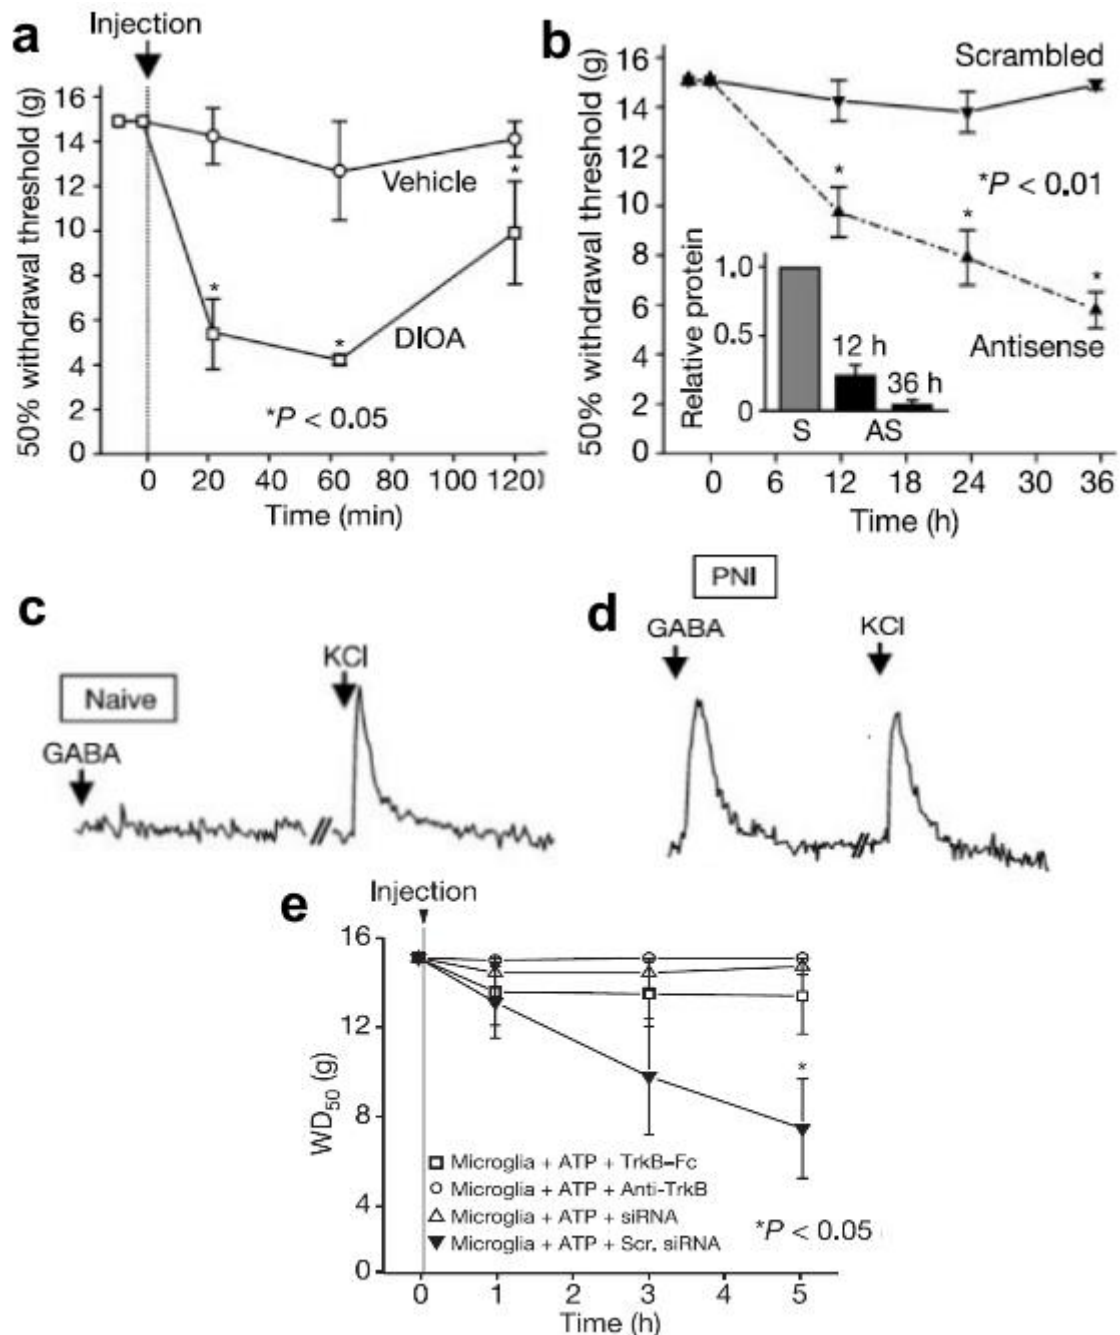 a
Injection
50% withdrawal threshold (g)
16
14
12
10
8
6
4
2
0
Vehicle
*
*
*
DIOA
*P < 0.05
0 20 40 60 80 100 120)
Time (min)
b
50% withdrawal threshold (g)
16
14
12
10
8
6
4
2
0
Scrambled
*P < 0.01
*
*
*
Antisense
Relative protein
1.0
0.5
0
12 h
36 h
S AS
0 6 12 18 24 30 36
Time (h)
c
Naive
GABA
KCl
d
PNI
GABA
KCl
e
Injection
WD50 (g)
16
12
8
4
0
*
Microglia + ATP + TrkB–Fc
Microglia + ATP + Anti-TrkB
Microglia + ATP + siRNA
Microglia + ATP + Scr. siRNA
*P < 0.05
0 1 2 3 4 5
Time (h)